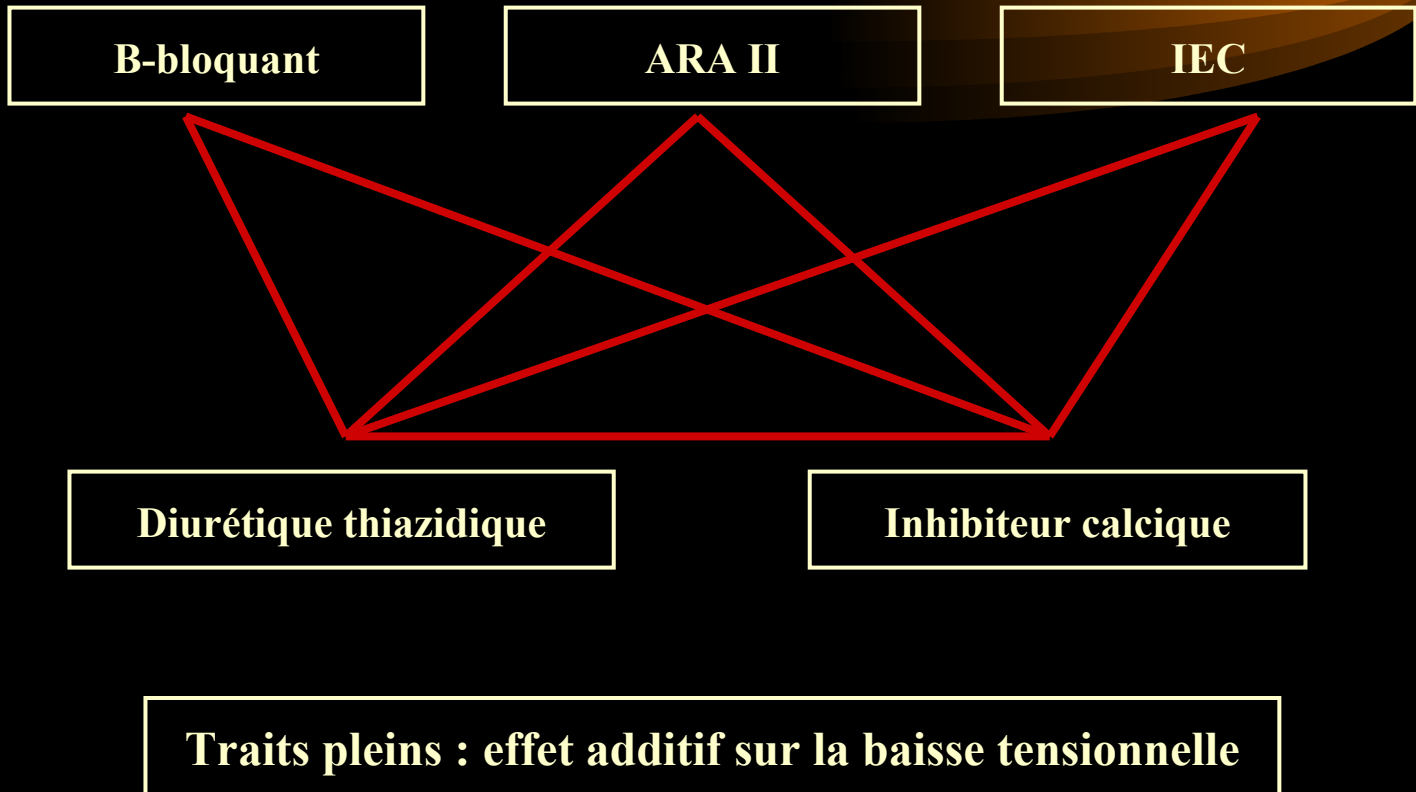 B-bloquant
ARA II
IEC
Diurétique thiazidique
Inhibiteur calcique
Traits pleins : effet additif sur la baisse tensionnelle